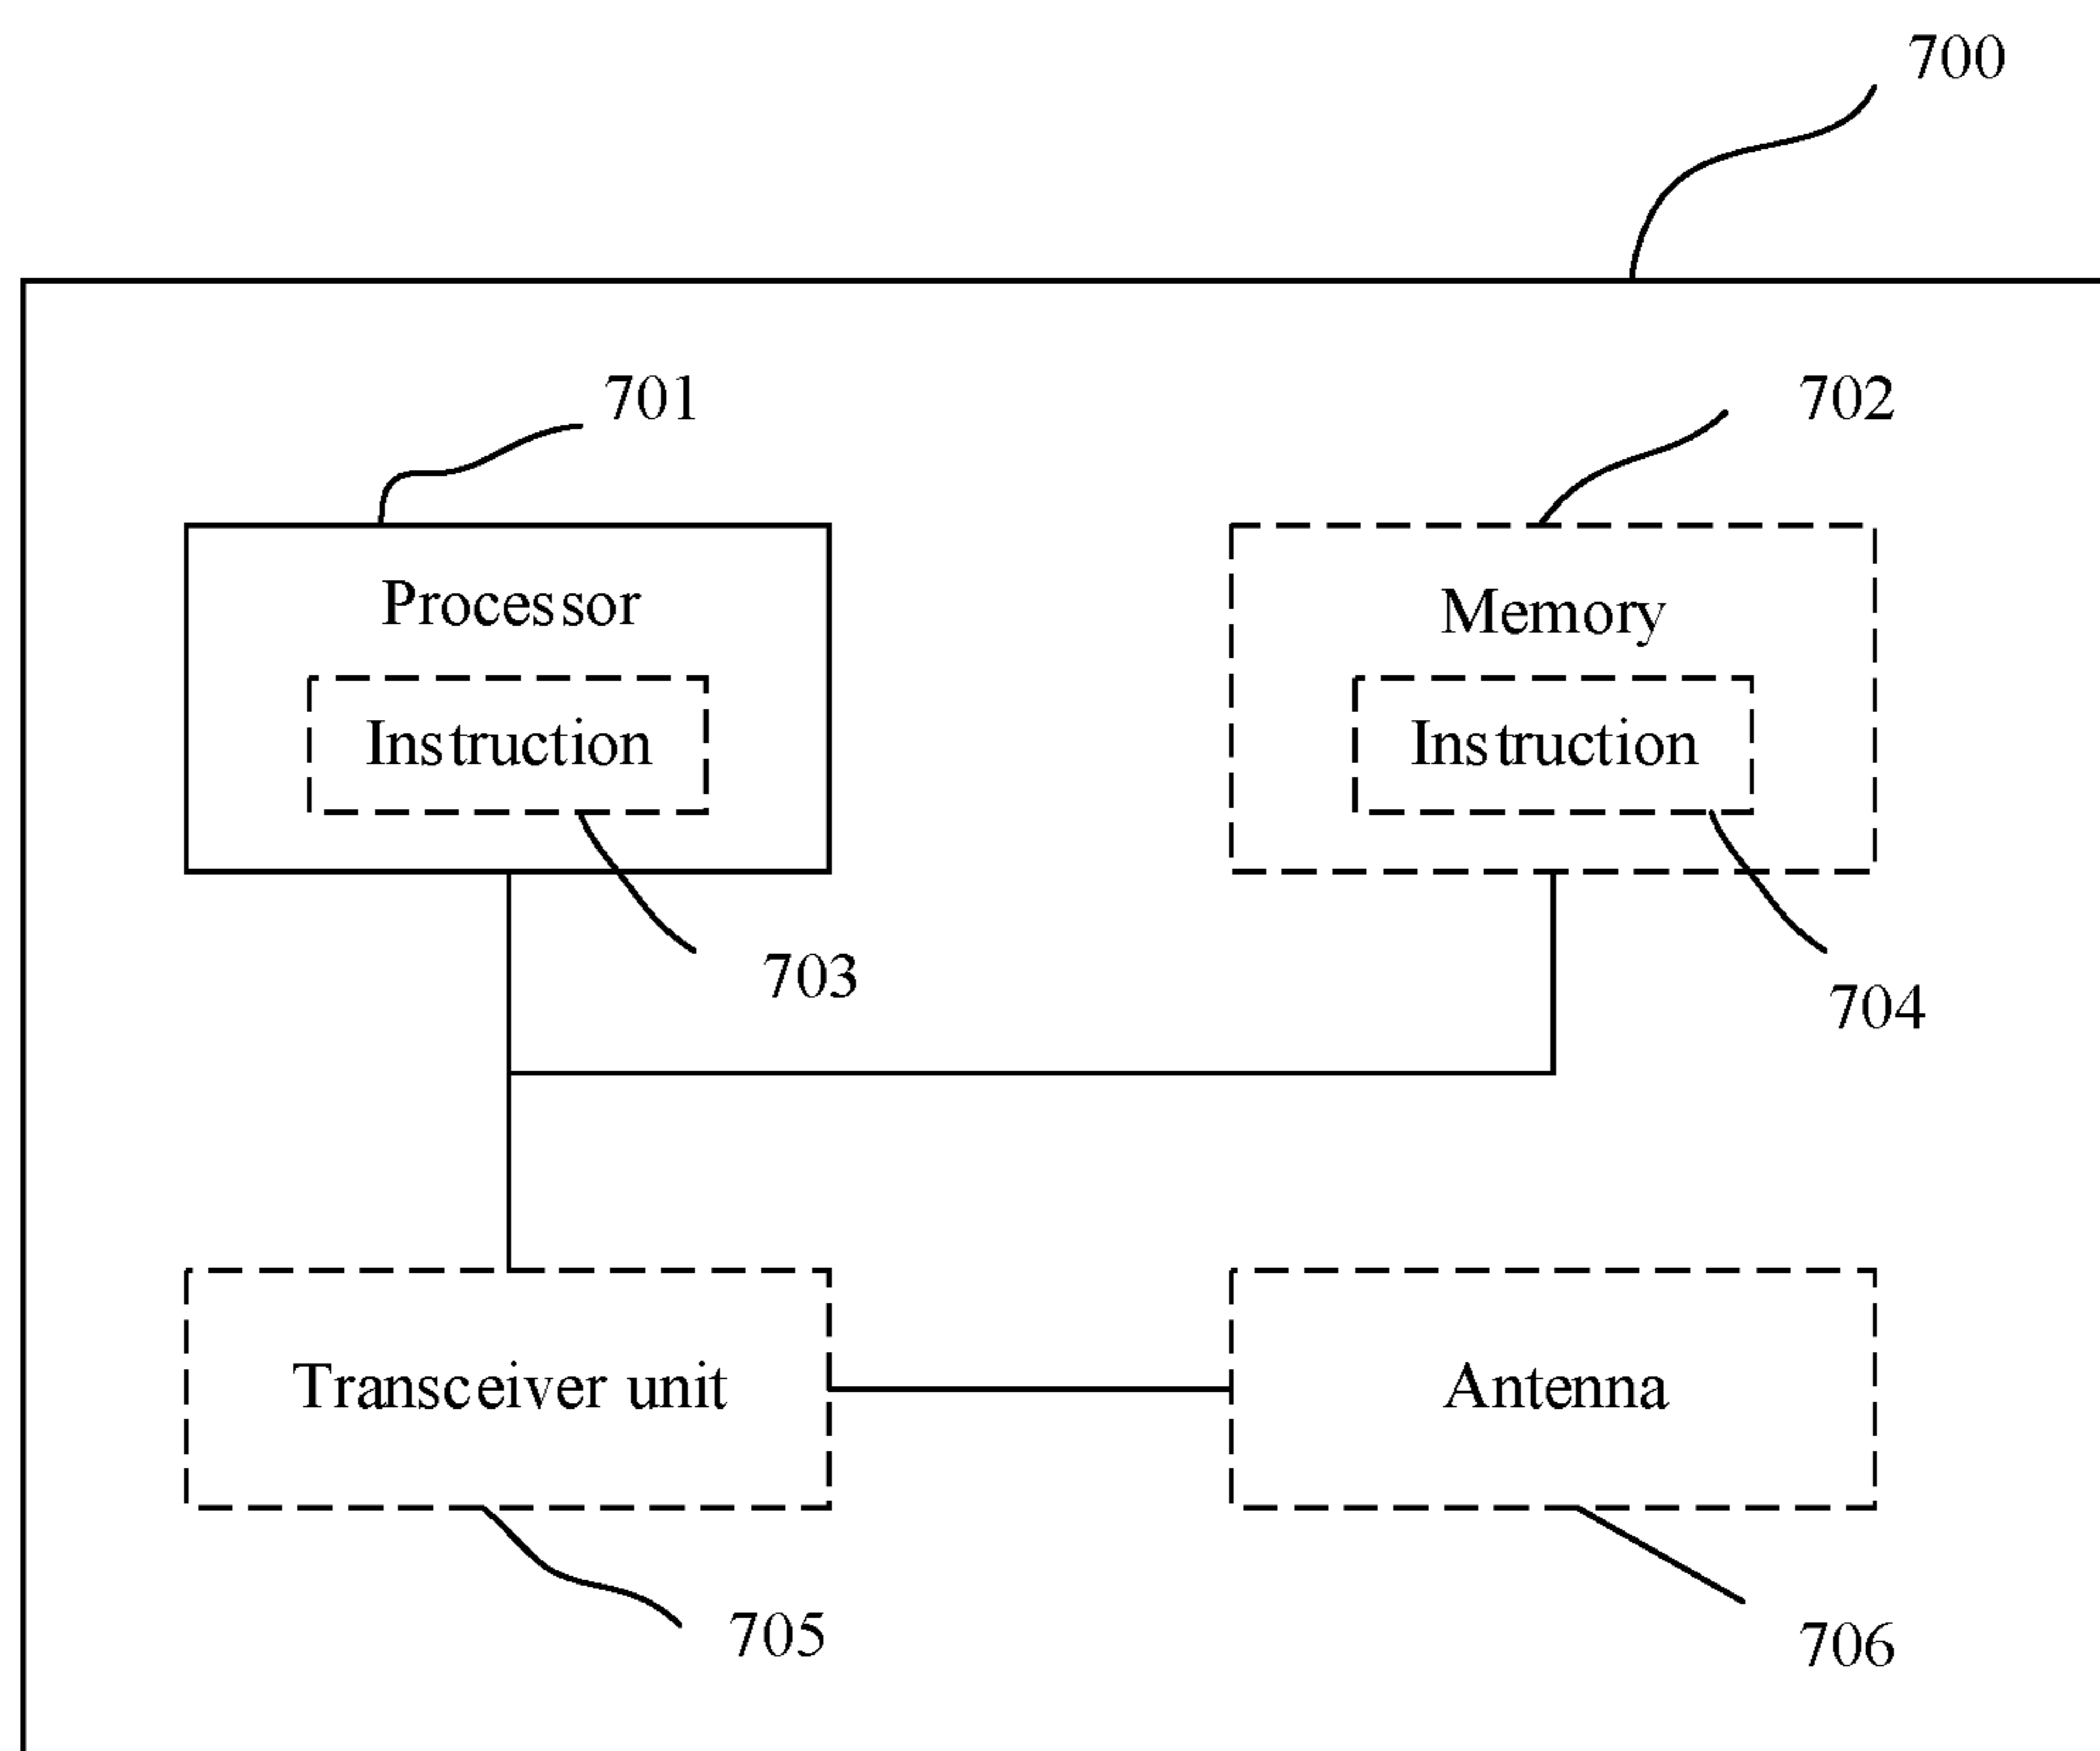 700
701
702
Processor
Memory
Instruction
Instruction
703
704
Transceiver unit
Antenna
705
706